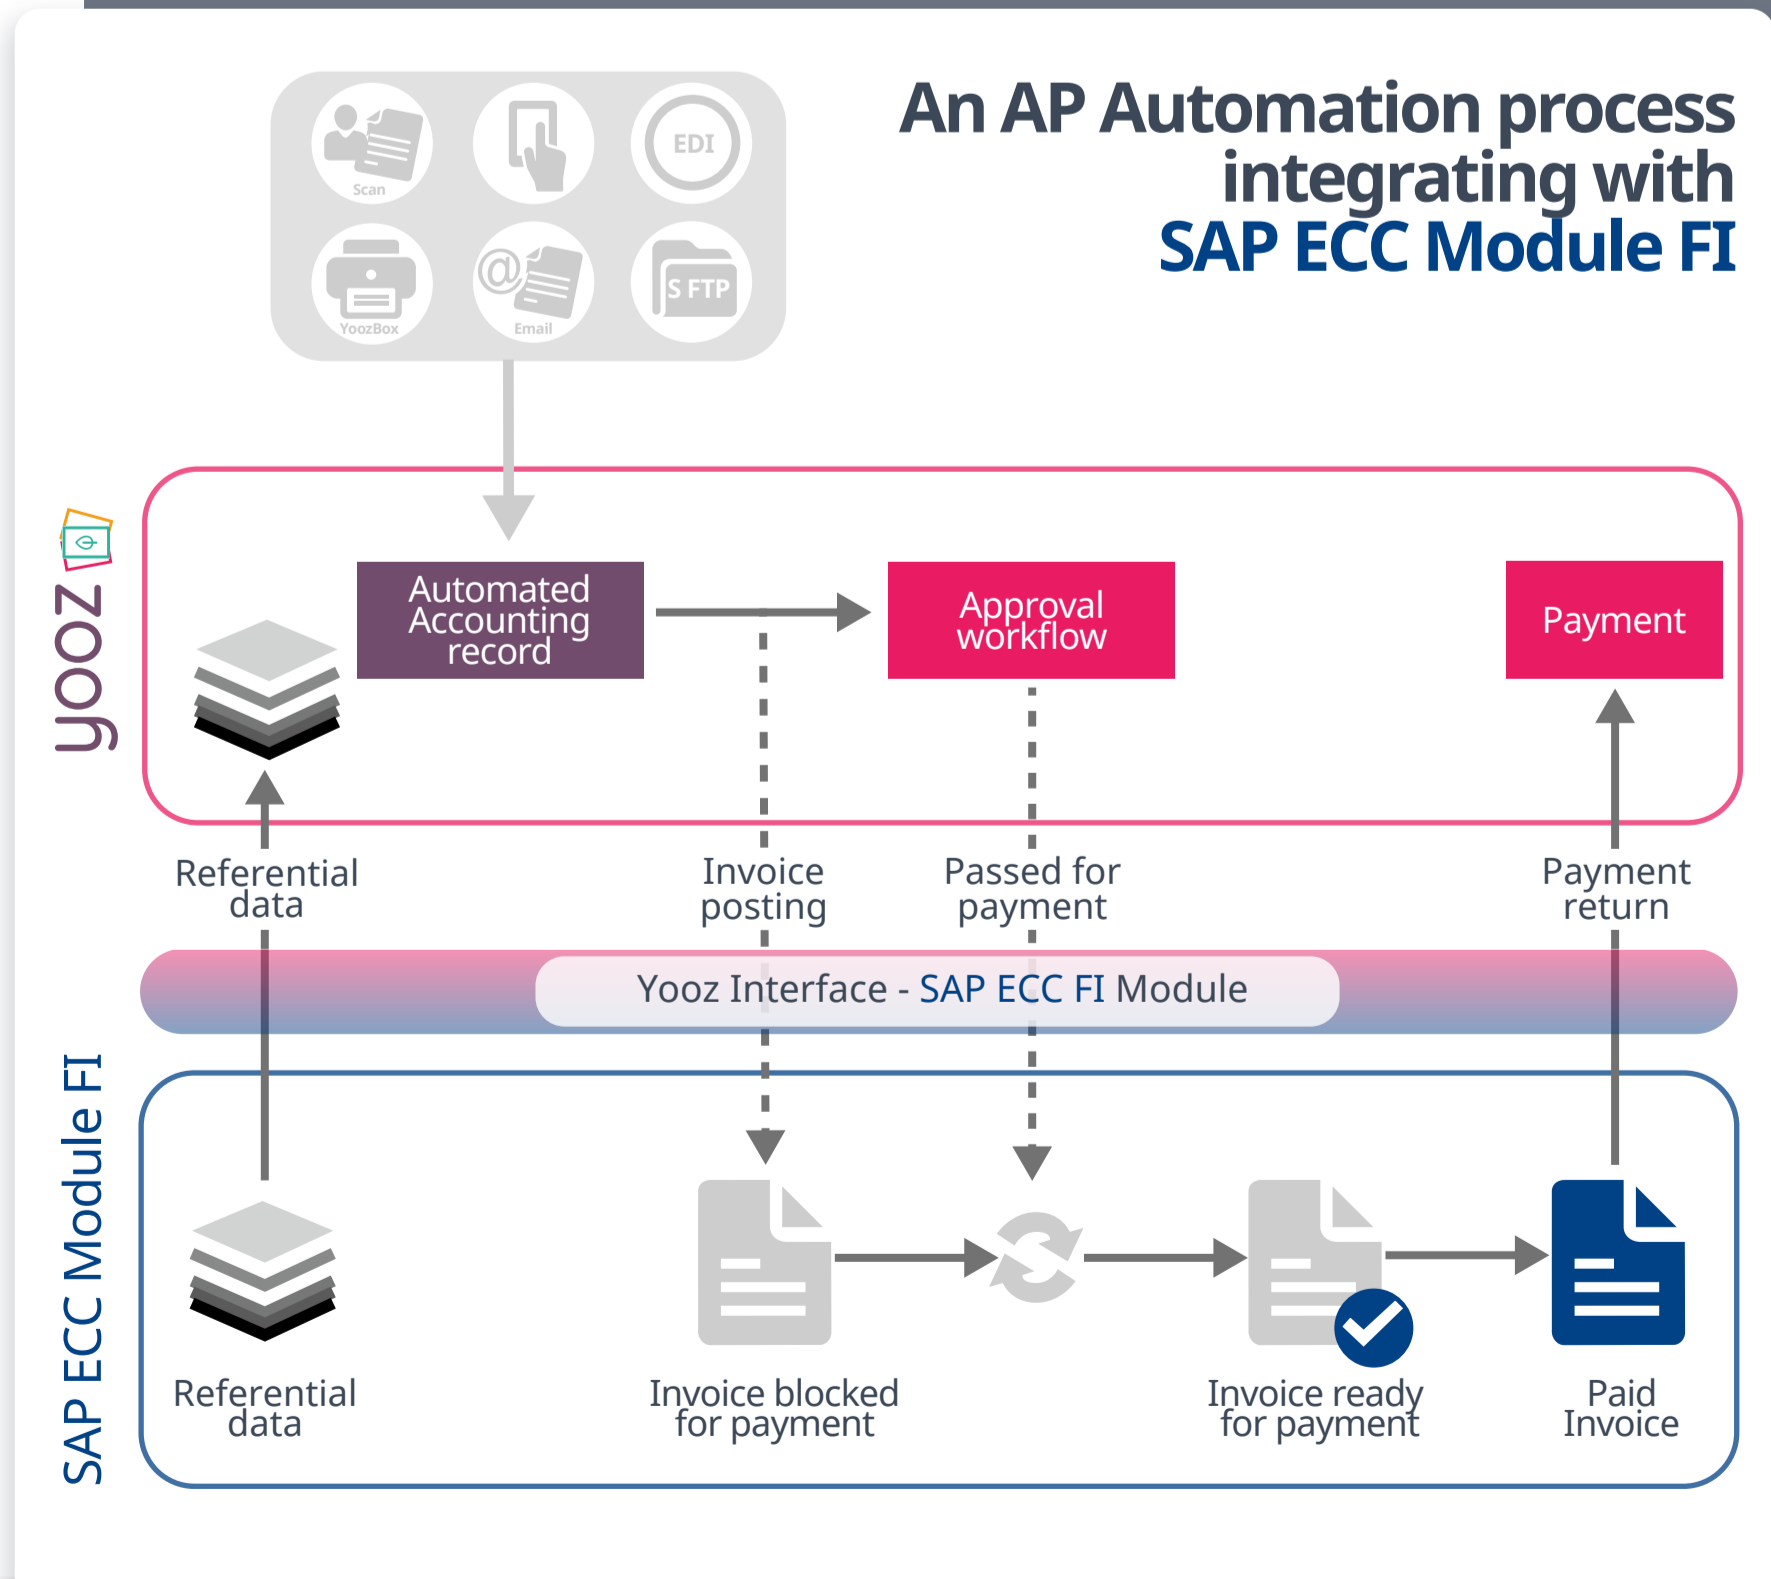 An AP Automation process
integrating with
SAP ECC Module FI
Scan
EDI
YoozBox
@
Email
S FTP
yooz
Automated
Accounting
record
Approval
workflow
Payment
Referential
data
Invoice
posting
Passed for
payment
Payment
return
Yooz Interface - SAP ECC FI Module
SAP ECC Module FI
Referential
data
Invoice blocked
for payment
Invoice ready
for payment
Paid
Invoice